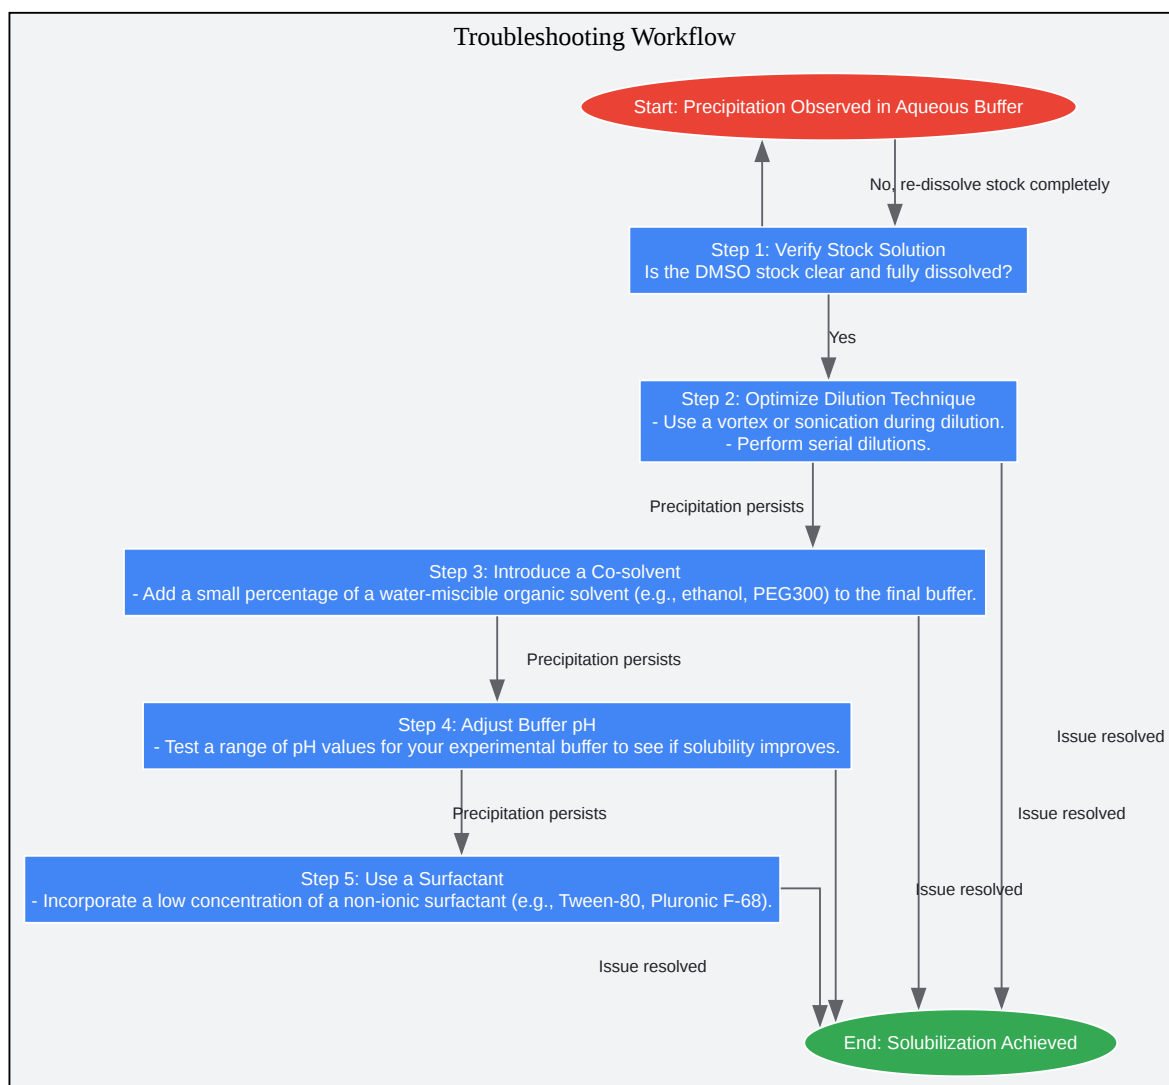 Troubleshooting Workflow
Start: Precipitation Observed in Aqueous Buffer
No, re-dissolve stock completely
Step 1: Verify Stock Solution
Is the DMSO stock clear and fully dissolved?
Yes
Step 2: Optimize Dilution Technique
- Use a vortex or sonication during dilution.
- Perform serial dilutions.
Precipitation persists
Step 3: Introduce a Co-solvent
- Add a small percentage of a water-miscible organic solvent (e.g., ethanol, PEG300) to the final buffer.
Precipitation persists
Step 4: Adjust Buffer pH
- Test a range of pH values for your experimental buffer to see if solubility improves.
Issue resolved
Precipitation persists
Issue resolved
Step 5: Use a Surfactant
- Incorporate a low concentration of a non-ionic surfactant (e.g., Tween-80, Pluronic F-68).
Issue resolved
Issue resolved
End: Solubilization Achieved